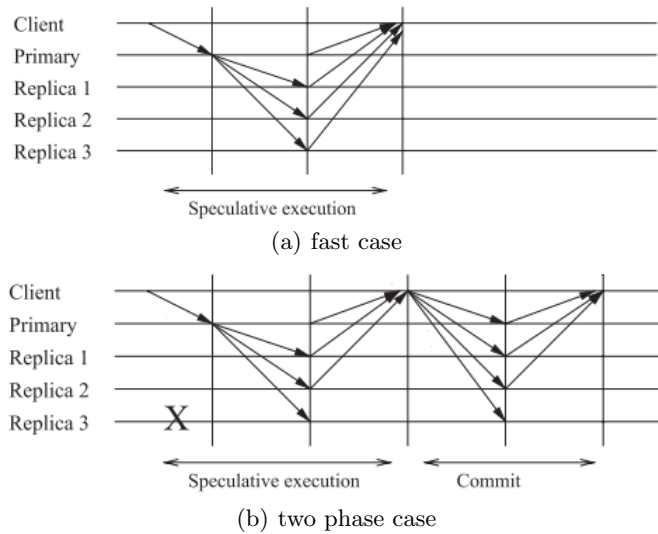 Client
Primary
Replica 1
Replica 2
Replica 3
Speculative execution
(a) fast case
Client
Primary
Replica 1
Replica 2
Replica 3 X
Speculative execution Commit
(b) two phase case